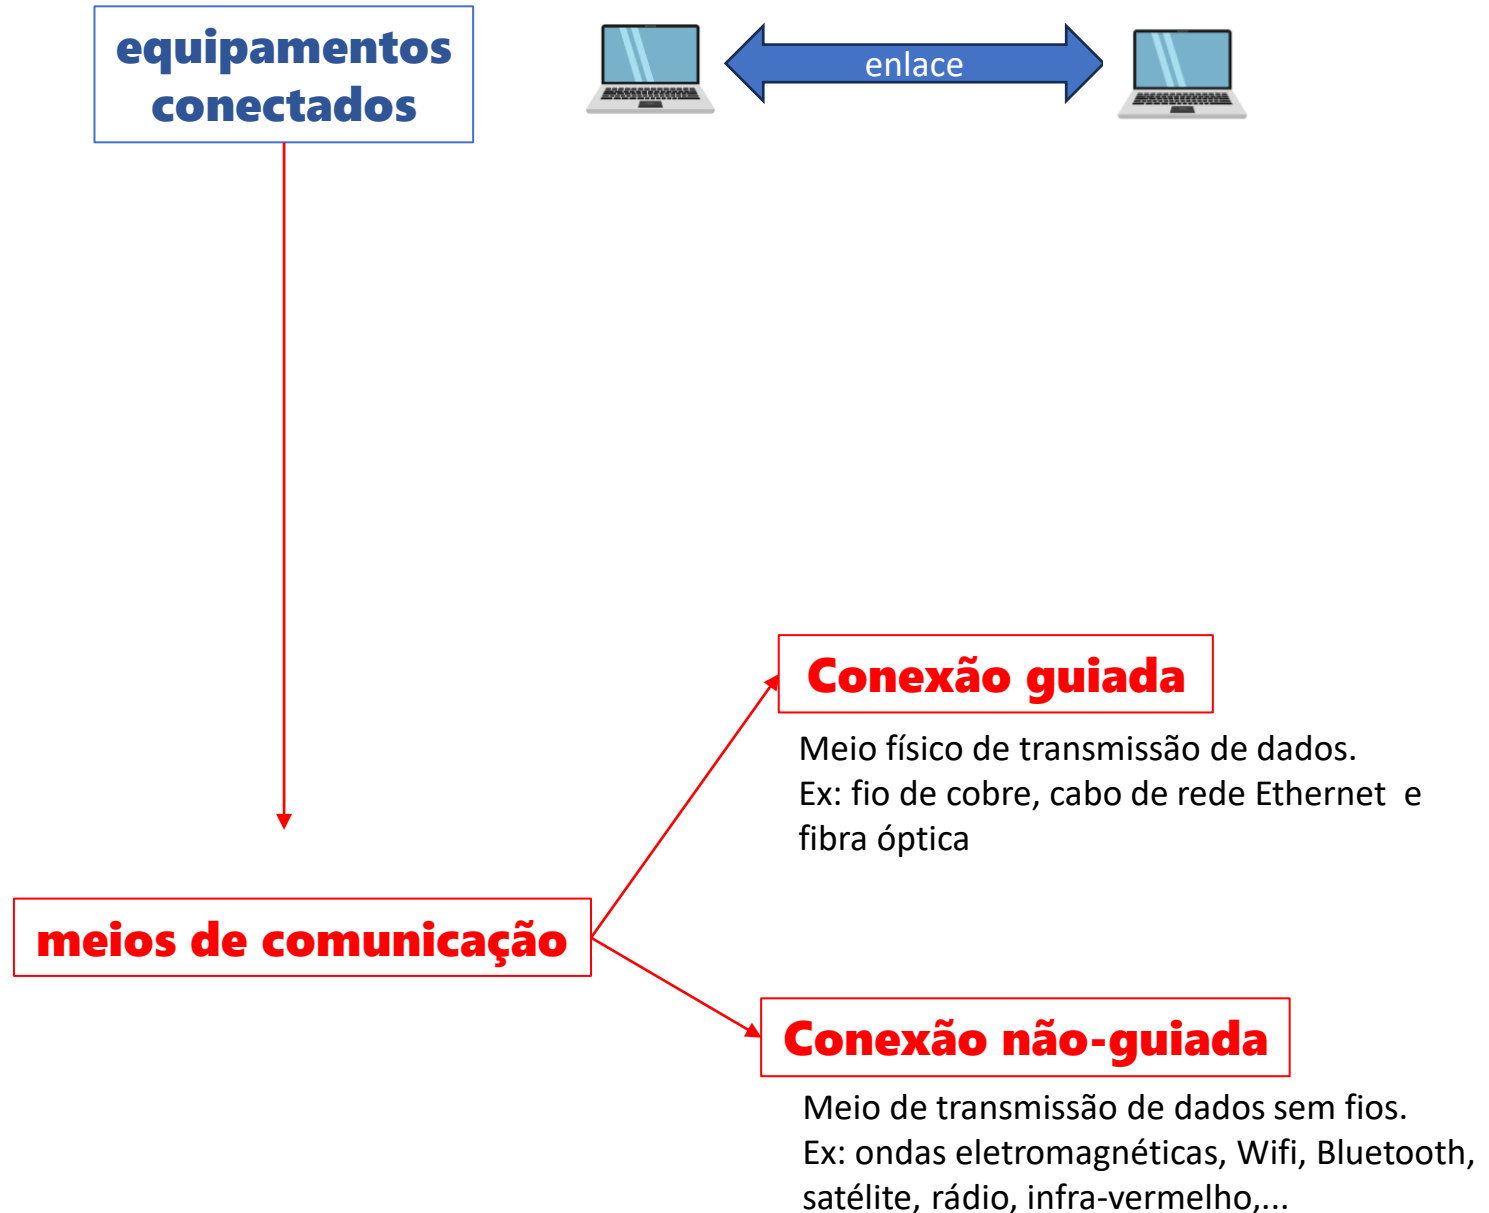 equipamentos
conectados
enlace
Conexão guiada
Meio físico de transmissão de dados.
Ex: fio de cobre, cabo de rede Ethernet  e
fibra óptica
meios de comunicação
Conexão não-guiada
Meio de transmissão de dados sem fios.
Ex: ondas eletromagnéticas, Wifi, Bluetooth,
satélite, rádio, infra-vermelho,...